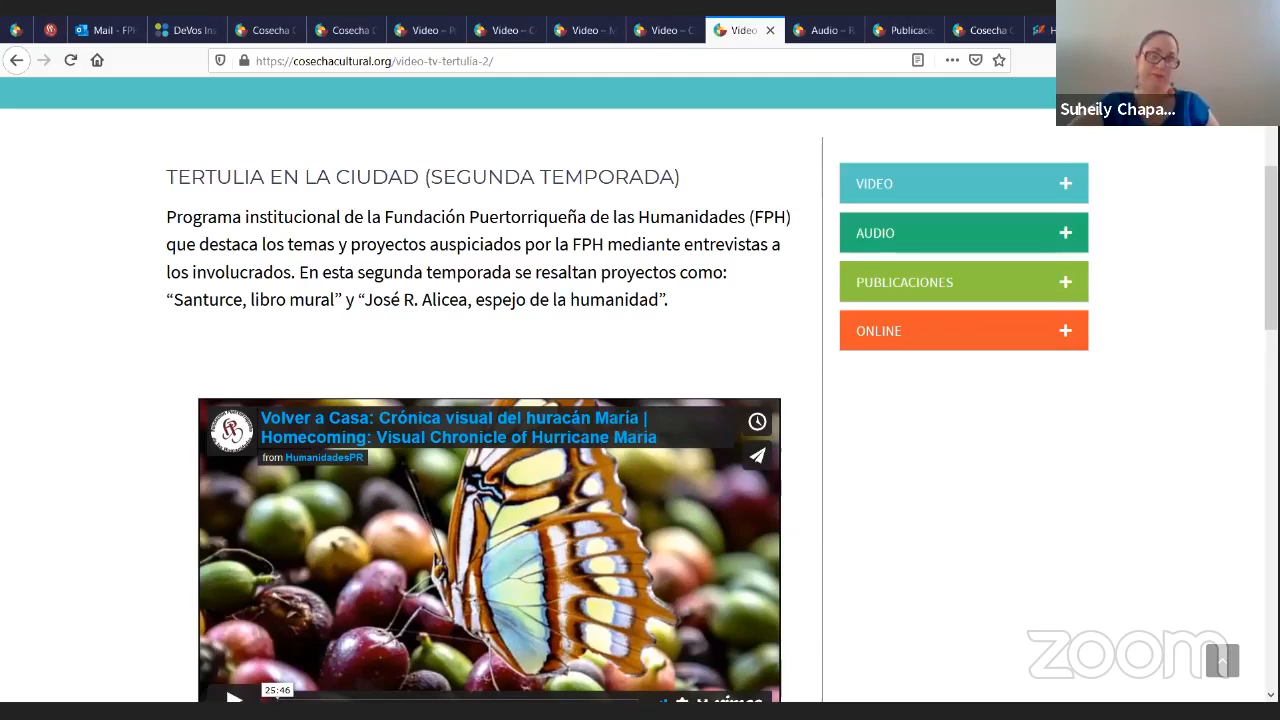 Mail - FPH
DeVos Ins
Cosecha C
Cosecha C
Video – P
Video – C
Video – M
Video – C
Video
Audio – P
Publicacio
Cosecha C
https://cosechacultural.org/video-tv-tertulia-2/
Suheily Chapa...
TERTULIA EN LA CIUDAD (SEGUNDA TEMPORADA)
Programa institucional de la Fundación Puertorriqueña de las Humanidades (FPH)
que destaca los temas y proyectos auspiciados por la FPH mediante entrevistas a
los involucrados. En esta segunda temporada se resaltan proyectos como:
“Santurce, libro mural” y “José R. Alicea, espejo de la humanidad”.
VIDEO
AUDIO
PUBLICACIONES
ONLINE
Volver a Casa: Crónica visual del huracán María |
Homecoming: Visual Chronicle of Hurricane Maria
from HumanidadesPR
25:46
vimeo
zoom